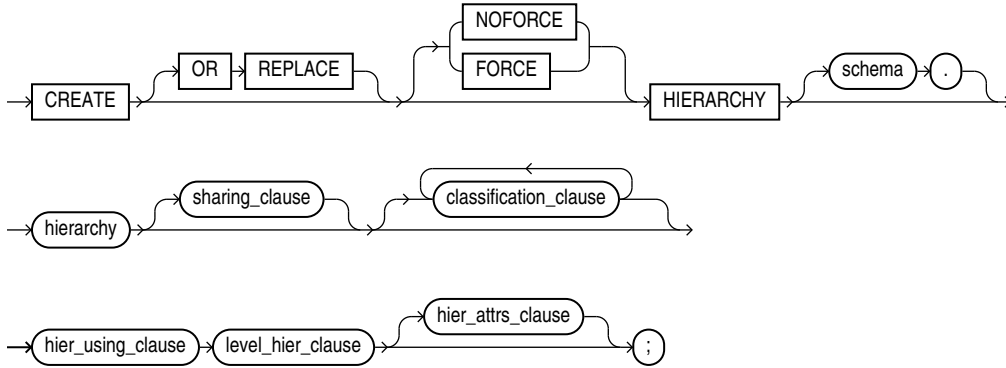 NOFORCE
OR REPLACE FORCE
CREATE HIERARCHY schema .
hierarchy sharing_clause classification_clause
hier_using_clause level_hier_clause hier_attrs_clause ;